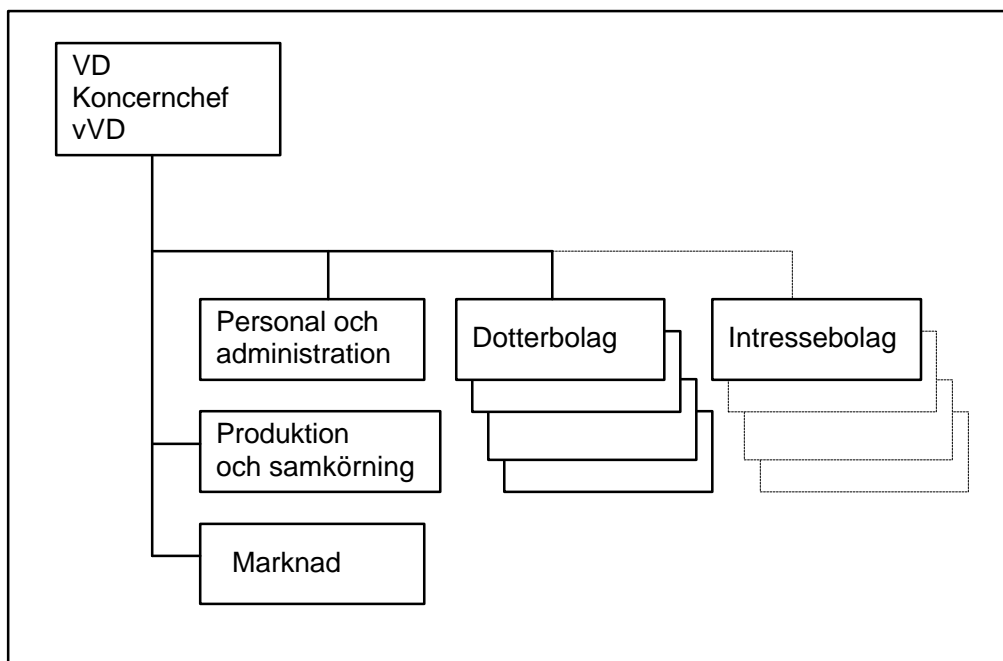 VD
Koncernchef
vVD
Personal och
administration
Dotterbolag
Intressebolag
Produktion
och samkörning
Marknad